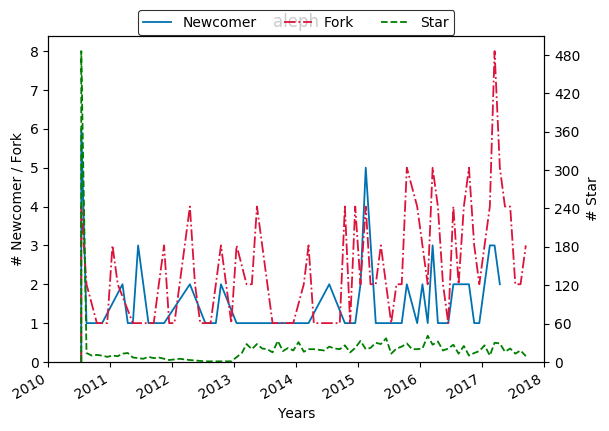 aleph
Newcomer Fork Star
8 480
7 420
6 360
5 300
4 240
3 180
2 120
1 60
0 0
# Newcomer / Fork
# Star
2010 2011 2012 2013 2014 2015 2016 2017 2018
Years